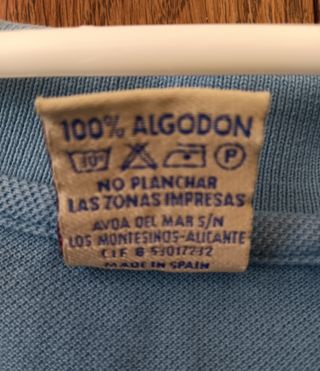 100% ALGODON
30° P
NO PLANCHAR
LAS ZONAS IMPRESAS
AVDA DEL MAR S/N
LOS MONTESINOS-ALICANTE
C.I.F. B 53017232
MADE IN SPAIN